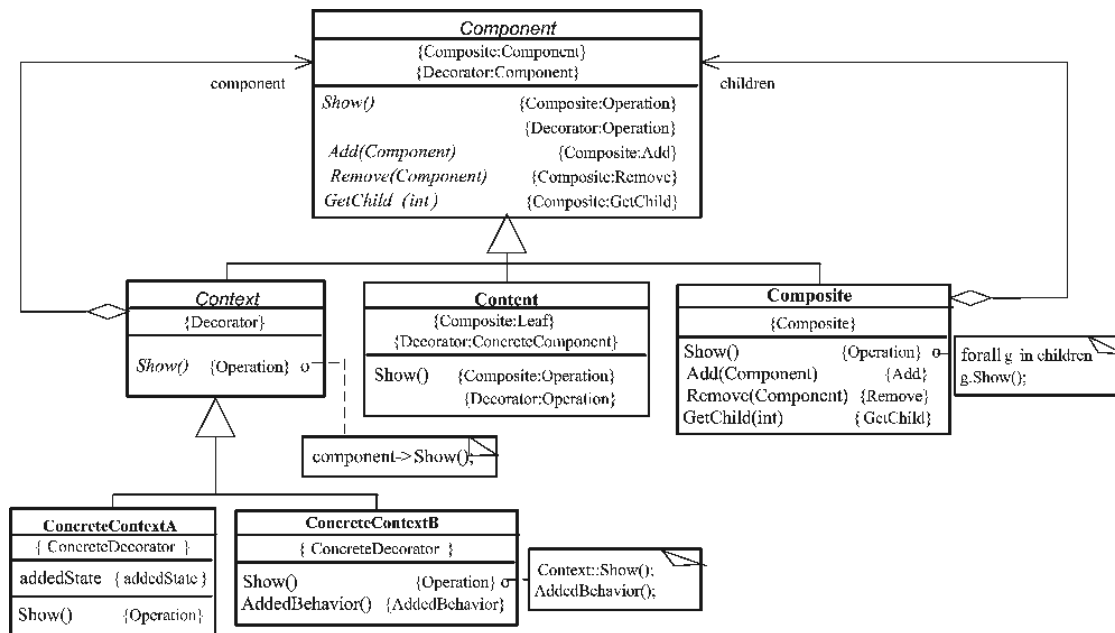 Component
{Composite:Component}
{Decorator:Component}
component
children
Show() {Composite:Operation}
{Decorator:Operation}
Add(Component) {Composite:Add}
Remove(Component) {Composite:Remove}
GetChild (int) {Composite:GetChild}
Context
{Decorator}
Show() {Operation}
Content
{Composite:Leaf}
{Decorator:ConcreteComponent}
Show() {Composite:Operation}
{Decorator:Operation}
Composite
{Composite}
Show() {Operation}
Add(Component) {Add}
Remove(Component) {Remove}
GetChild(int) {GetChild}
forall g in children
g.Show();
component->Show();
ConcreteContextA
{ ConcreteDecorator }
addedState {addedState}
Show() {Operation}
ConcreteContextB
{ ConcreteDecorator }
Show() {Operation}
AddedBehavior() {AddedBehavior}
Context::Show();
AddedBehavior();